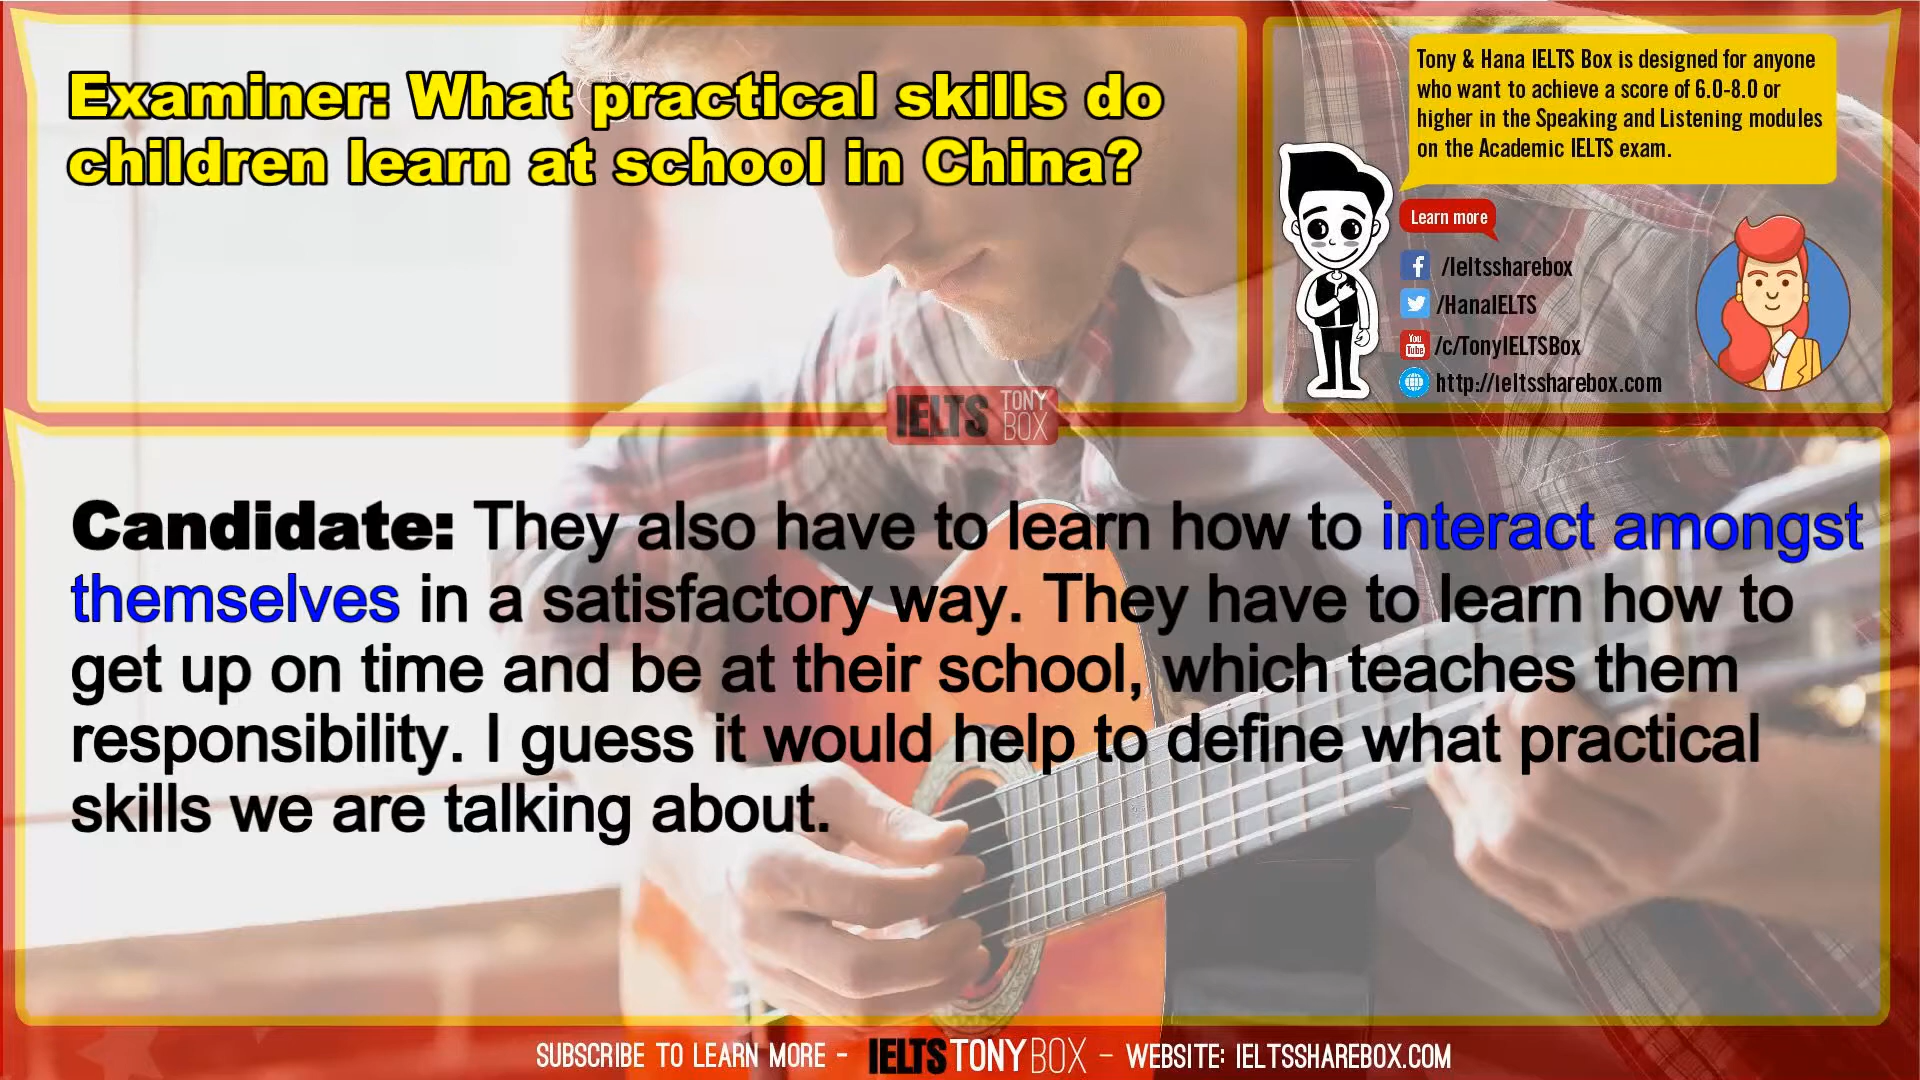 Examiner: What practical skills do
children learn at school in China?
Tony & Hana IELTS Box is designed for anyone
who want to achieve a score of 6.0-8.0 or
higher in the Speaking and Listening modules
on the Academic IELTS exam.
Learn more
f /Ieltssharebox
/HanaIELTS
You Tube /c/TonyIELTSBox
http://ieltssharebox.com
IELTS TONY BOX
Candidate: They also have to learn how to interact amongst
themselves in a satisfactory way. They have to learn how to
get up on time and be at their school, which teaches them
responsibility. I guess it would help to define what practical
skills we are talking about.
SUBSCRIBE TO LEARN MORE - IELTS TONY BOX - WEBSITE: IELTSSHAREBOX.COM